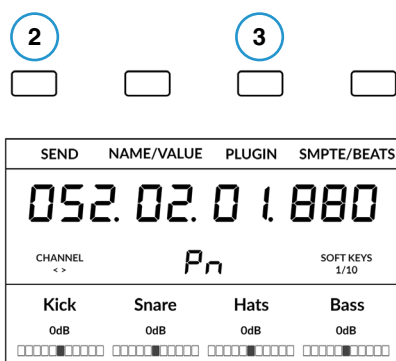 2 3
SEND NAME/VALUE PLUGIN SMPTE/BEATS
052. 02. 01. 880
CHANNEL Pn SOFT KEYS
< > 1/10
Kick Snare Hats Bass
0dB 0dB 0dB 0dB